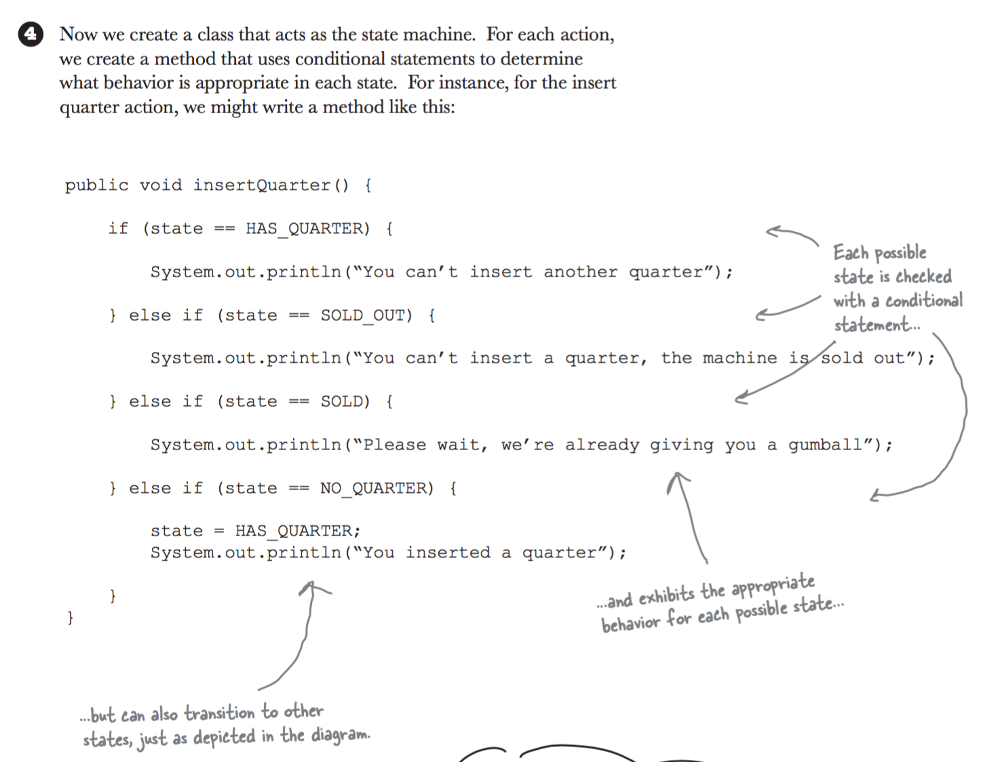 4 Now we create a class that acts as the state machine. For each action,
we create a method that uses conditional statements to determine
what behavior is appropriate in each state. For instance, for the insert
quarter action, we might write a method like this:
public void insertQuarter() {
if (state == HAS_QUARTER) {
System.out.println(“You can’t insert another quarter”);
} else if (state == SOLD_OUT) {
System.out.println(“You can’t insert a quarter, the machine is sold out”);
} else if (state == SOLD) {
System.out.println(“Please wait, we’re already giving you a gumball”);
} else if (state == NO_QUARTER) {
state = HAS_QUARTER;
System.out.println(“You inserted a quarter”);
}
}
Each possible
state is checked
with a conditional
statement...
...and exhibits the appropriate
behavior for each possible state...
...but can also transition to other
states, just as depicted in the diagram.